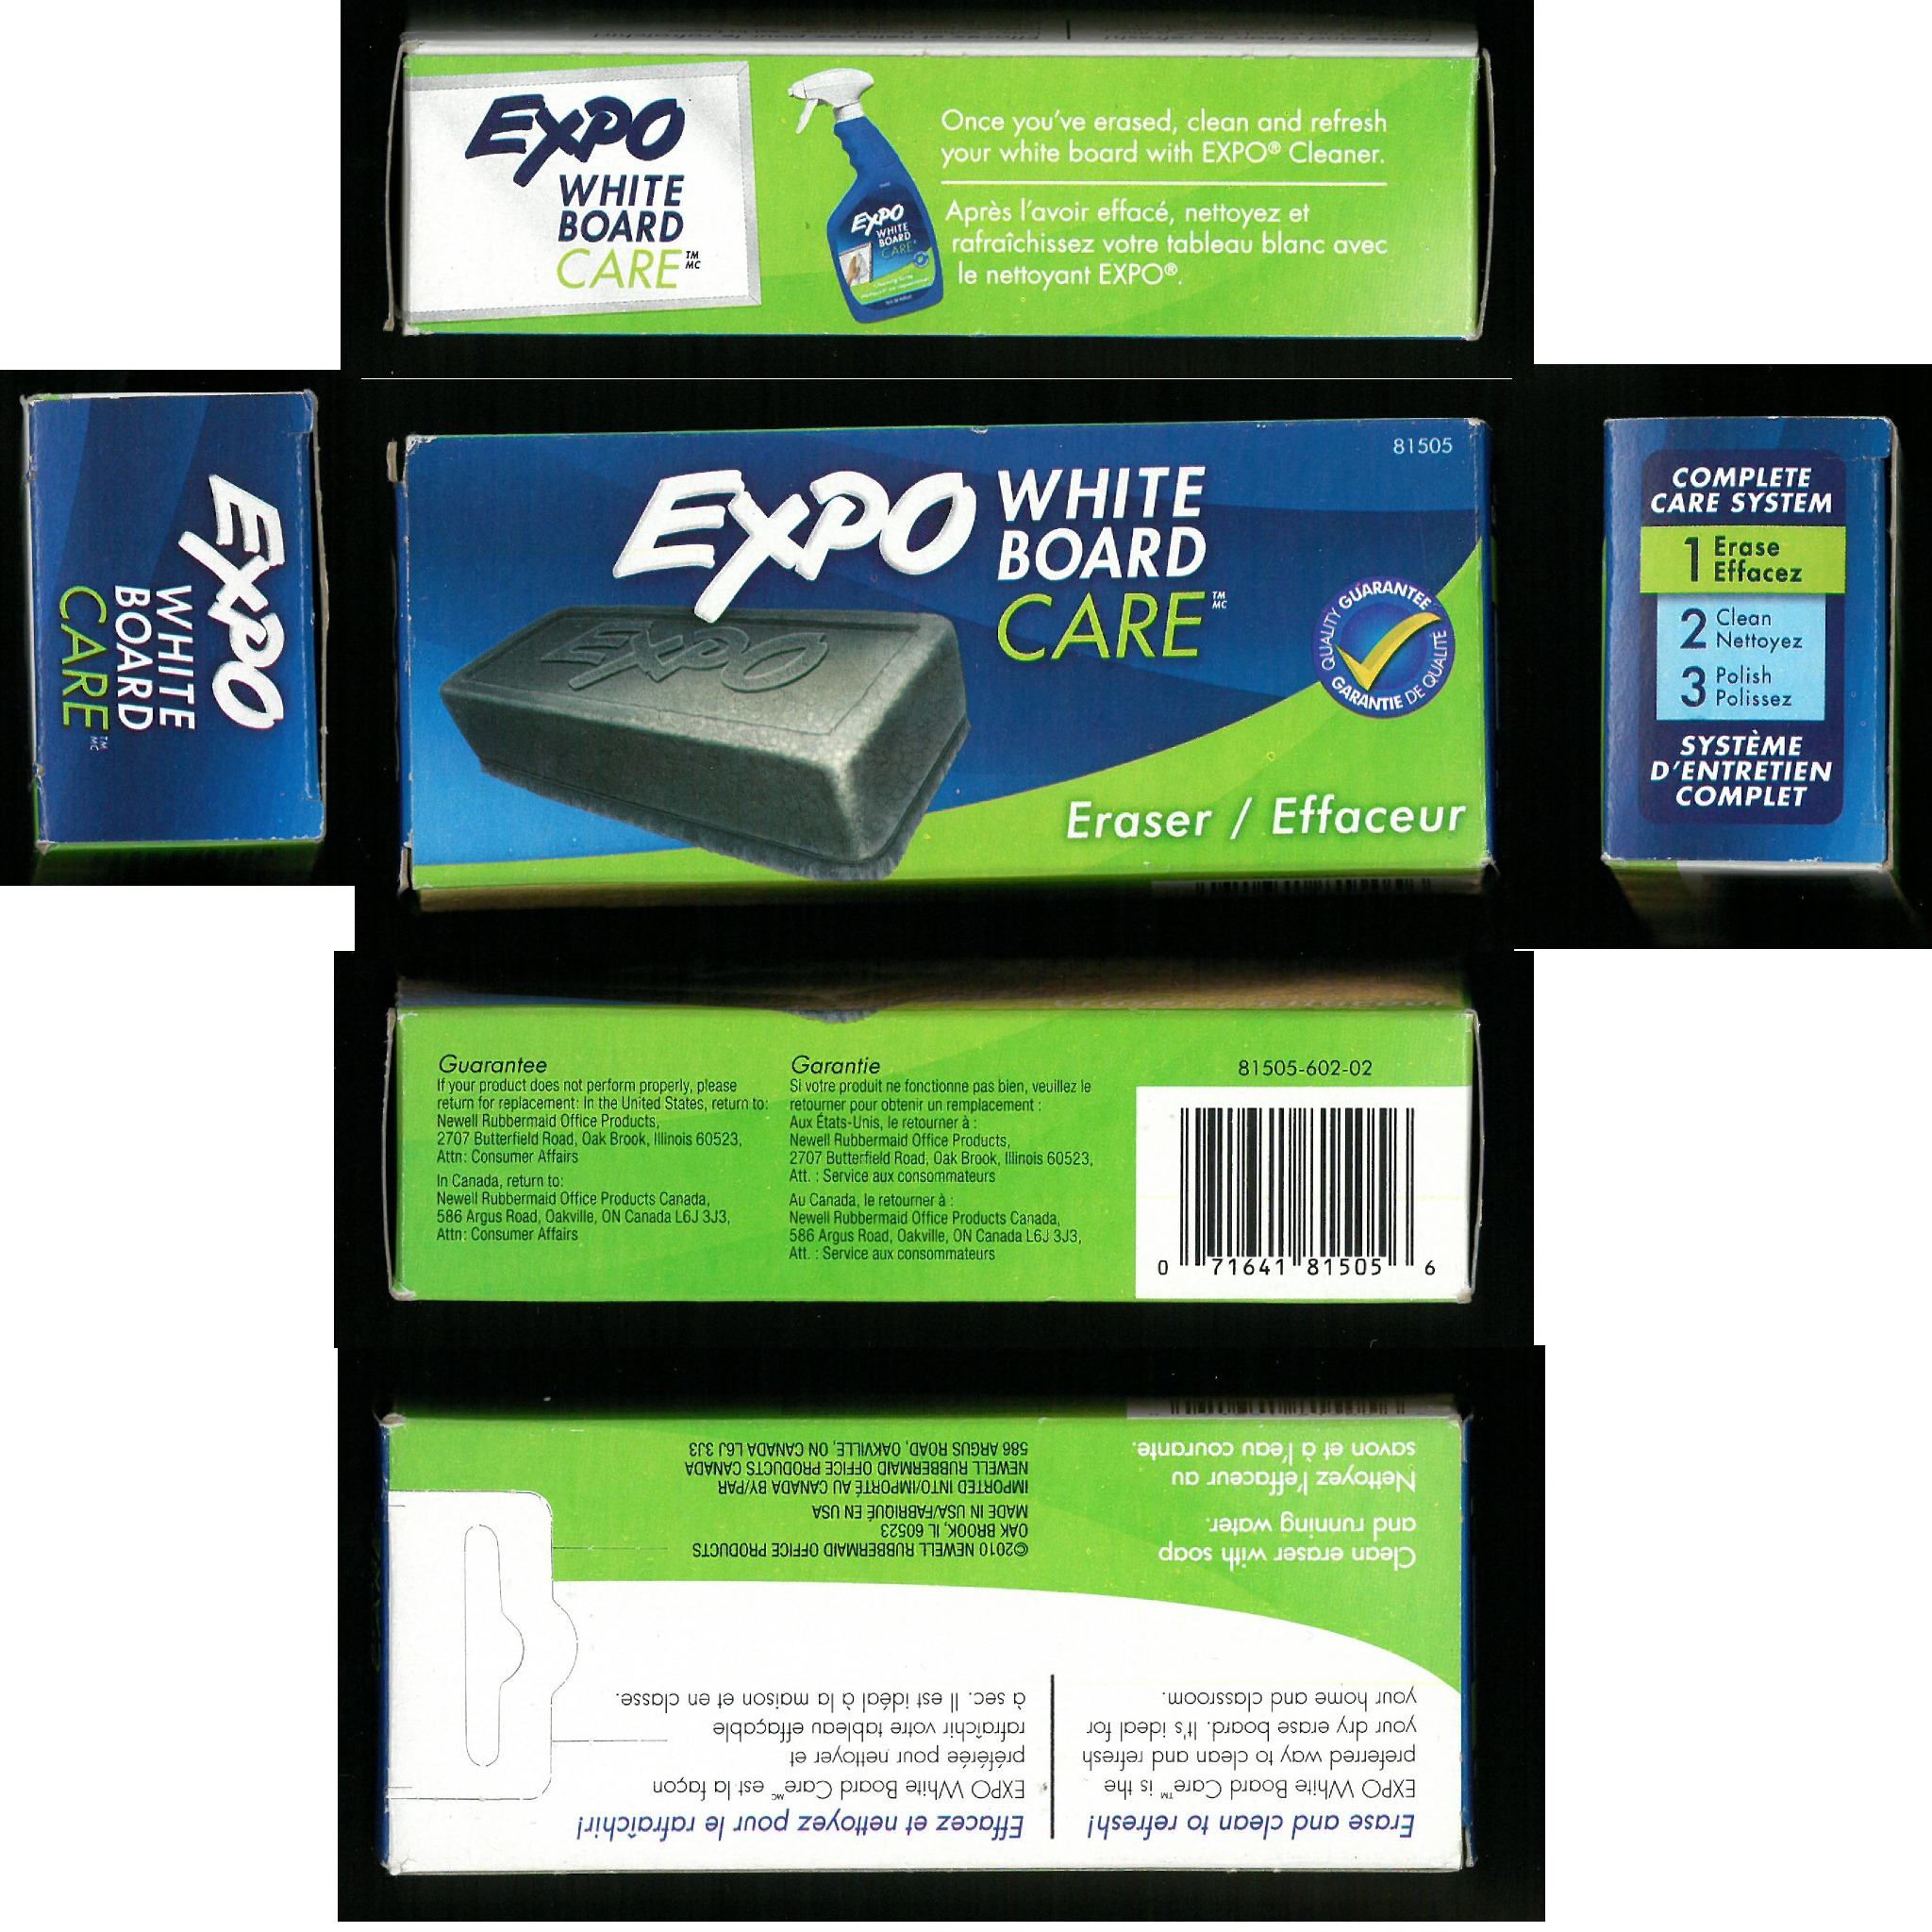 EXPO
WHITE
BOARD
CARE™
MC
EXPO
WHITE
BOARD
CARE
Once you've erased, clean and refresh
your white board with EXPO® Cleaner.
Après l'avoir effacé, nettoyez et
rafraîchissez votre tableau blanc avec
le nettoyant EXPO®.
EXPO
WHITE
BOARD
CARE™
MC
81505
EXPO WHITE
BOARD
CARE™
MC
EXPO
QUALITY GUARANTEE
GARANTIE DE QUALITÉ
Eraser / Effaceur
COMPLETE
CARE SYSTEM
1 Erase
Effacez
2 Clean
Nettoyez
3 Polish
Polissez
SYSTÈME
D'ENTRETIEN
COMPLET
Guarantee
If your product does not perform properly, please
return for replacement: In the United States, return to:
Newell Rubbermaid Office Products,
2707 Butterfield Road, Oak Brook, Illinois 60523,
Attn: Consumer Affairs
In Canada, return to:
Newell Rubbermaid Office Products Canada,
586 Argus Road, Oakville, ON Canada L6J 3J3,
Attn: Consumer Affairs
Garantie
Si votre produit ne fonctionne pas bien, veuillez le
retourner pour obtenir un remplacement :
Aux États-Unis, le retourner à :
Newell Rubbermaid Office Products,
2707 Butterfield Road, Oak Brook, Illinois 60523,
Att. : Service aux consommateurs
Au Canada, le retourner à :
Newell Rubbermaid Office Products Canada,
586 Argus Road, Oakville, ON Canada L6J 3J3,
Att. : Service aux consommateurs
81505-602-02
0 71641 81505 6
Erase and clean to refresh!
EXPO White Board Care™ is the
preferred way to clean and refresh
your dry erase board. It's ideal for
your home and classroom.
Effacez et nettoyez pour le rafraîchir!
EXPO White Board Care MC est la façon
préférée pour nettoyer et
rafraîchir votre tableau effaçable
à sec. Il est idéal à la maison et en classe.
Clean eraser with soap
and running water.
Nettoyez l'effaceur au
savon et à l'eau courante.
©2010 NEWELL RUBBERMAID OFFICE PRODUCTS
OAK BROOK, IL 60523
MADE IN USA/FABRIQUÉ EN USA
IMPORTED INTO/IMPORTÉ AU CANADA BY/PAR
NEWELL RUBBERMAID OFFICE PRODUCTS CANADA
586 ARGUS ROAD, OAKVILLE, ON CANADA L6J 3J3